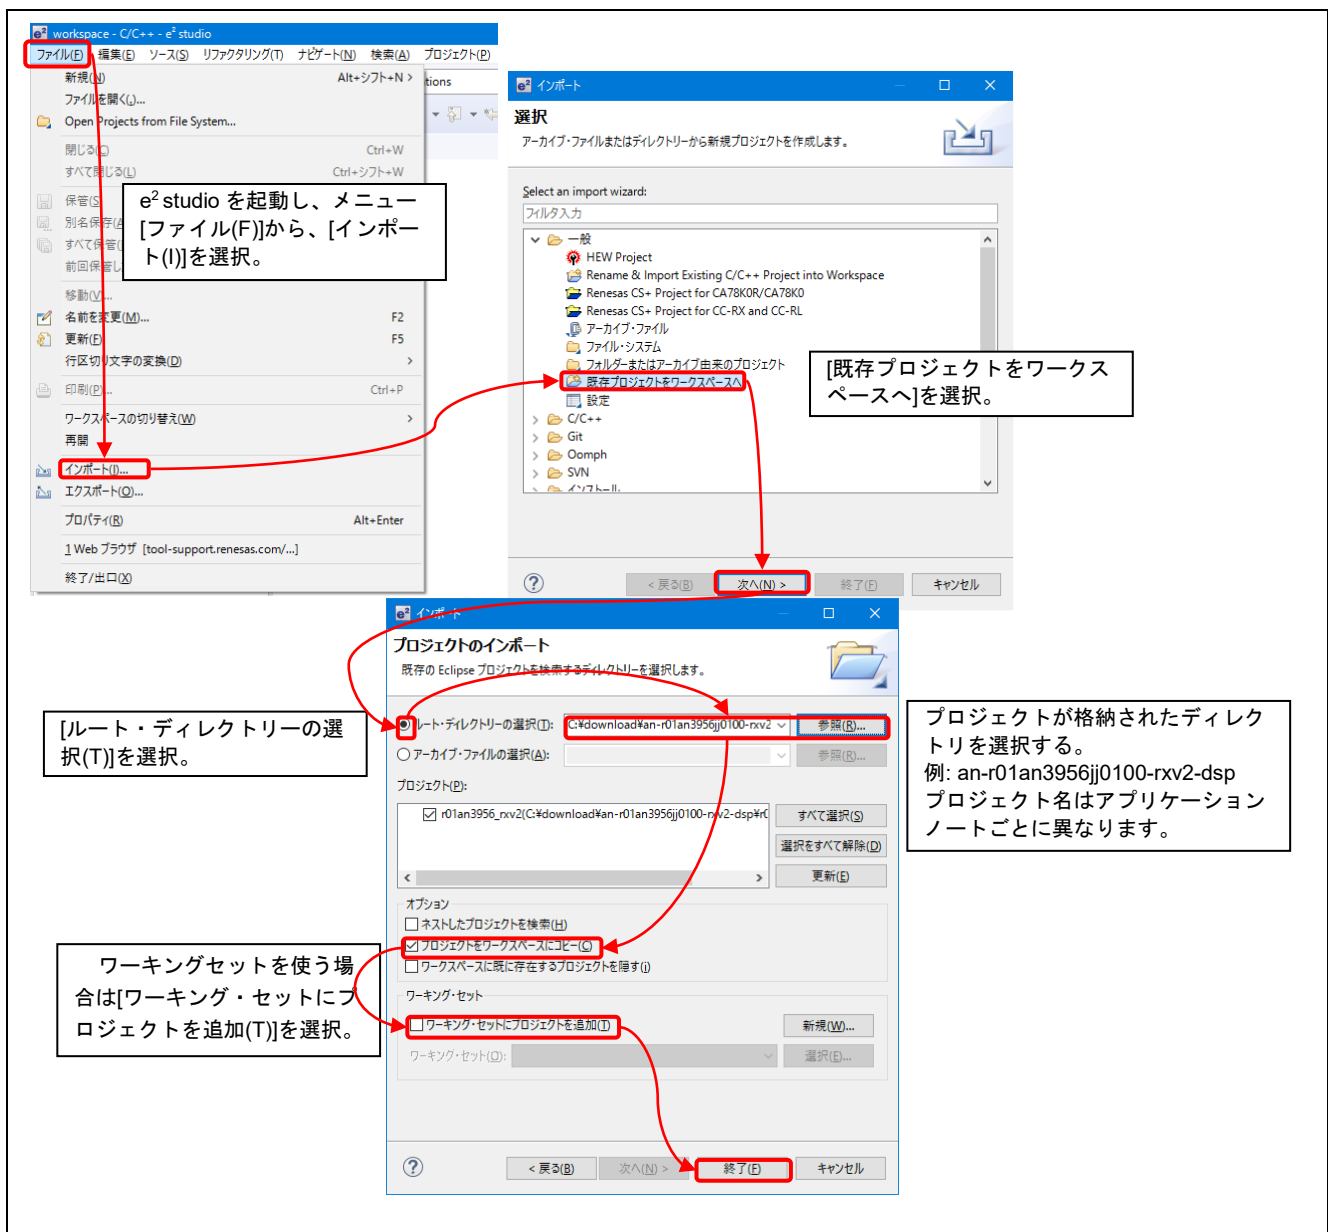 workspace - C/C++ - e² studio
ファイル(F) 編集(E) ソース(S) リファクタリング(T) ナビゲート(N) 検索(A) プロジェクト(P)
新規(N) Alt+シフト+N >
ファイルを開く(.)...
Open Projects from File System...
閉じる(C) Ctrl+W
すべて閉じる(L) Ctrl+シフト+W
保管(S
別名保存(A
すべて保管(
前回保管し
移動(V)...
名前を変更(M)... F2
更新(F) F5
行区切り文字の変換(D) >
印刷(P)... Ctrl+P
ワークスペースの切り替え(W) >
再開
インポート(I)...
エクスポート(O)...
プロパティ(R) Alt+Enter
1 Web ブラウザ [tool-support.renesas.com/...]
終了/出口(X)
tions
e² studio を起動し、メニュー
[ファイル(F)]から、[インポー
ト(I)]を選択。
インポート
選択
アーカイブ・ファイルまたはディレクトリーから新規プロジェクトを作成します。
Select an import wizard:
フィルタ入力
一般
HEW Project
Rename & Import Existing C/C++ Project into Workspace
Renesas CS+ Project for CA78K0R/CA78K0
Renesas CS+ Project for CC-RX and CC-RL
アーカイブ・ファイル
ファイル・システム
フォルダーまたはアーカイブ由来のプロジェクト
既存プロジェクトをワークスペースへ
設定
C/C++
Git
Oomph
SVN
インストール
< 戻る(B) 次へ(N) > 終了(F) キャンセル
[既存プロジェクトをワークス
ペースへ]を選択。
インポート
プロジェクトのインポート
既存の Eclipse プロジェクトを検索するディレクトリーを選択します。
ルート・ディレクトリーの選択(T): C:¥download¥an-r01an3956jj0100-rxv2 参照(R)...
アーカイブ・ファイルの選択(A): 参照(R)...
プロジェクト(P):
r01an3956_rxv2(C:¥download¥an-r01an3956jj0100-rxv2-dsp¥r0
すべて選択(S)
選択をすべて解除(D)
更新(E)
オプション
ネストしたプロジェクトを検索(H)
プロジェクトをワークスペースにコピー(C)
ワークスペースに既に存在するプロジェクトを隠す(i)
ワーキング・セット
ワーキング・セットにプロジェクトを追加(T) 新規(W)...
ワーキング・セット(O): 選択(E)...
< 戻る(B) 次へ(N) > 終了(F) キャンセル
[ルート・ディレクトリーの選
択(T)]を選択。
プロジェクトが格納されたディレク
トリを選択する。
例: an-r01an3956jj0100-rxv2-dsp
プロジェクト名はアプリケーション
ノートごとに異なります。
ワーキングセットを使う場
合は[ワーキング・セットにプ
ロジェクトを追加(T)]を選択。